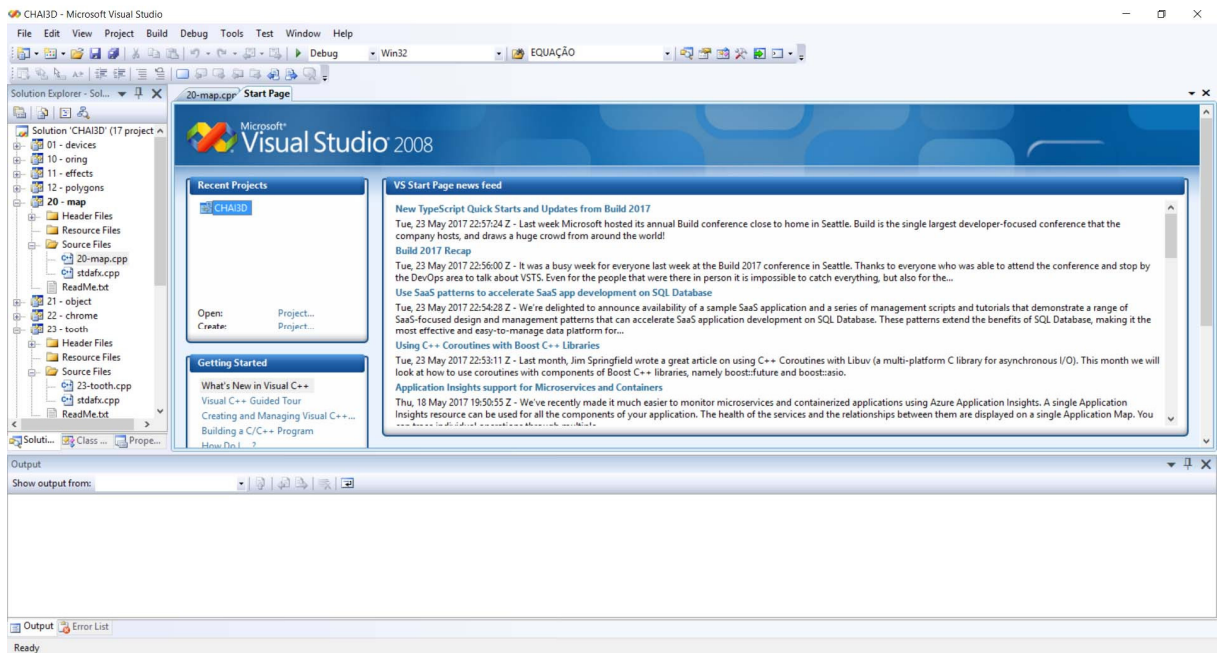 CHAI3D - Microsoft Visual Studio
File Edit View Project Build Debug Tools Test Window Help
Debug Win32 EQUAÇÃO
Solution Explorer - Sol...
20-map.cpp Start Page
Solution 'CHAI3D' (17 project
01 - devices
10 - oring
11 - effects
12 - polygons
20 - map
Header Files
Resource Files
Source Files
20-map.cpp
stdafx.cpp
ReadMe.txt
21 - object
22 - chrome
23 - tooth
Header Files
Resource Files
Source Files
23-tooth.cpp
stdafx.cpp
ReadMe.txt
Soluti... Class ... Prope...
Microsoft®
Visual Studio® 2008
Recent Projects
CHAI3D
Open: Project...
Create: Project...
Getting Started
What's New in Visual C++
Visual C++ Guided Tour
Creating and Managing Visual C++...
Building a C/C++ Program
How Do I ...?
VS Start Page news feed
New TypeScript Quick Starts and Updates from Build 2017
Tue, 23 May 2017 22:57:24 Z - Last week Microsoft hosted its annual Build conference close to home in Seattle. Build is the single largest developer-focused conference that the
company hosts, and draws a huge crowd from around the world!
Build 2017 Recap
Tue, 23 May 2017 22:56:00 Z - It was a busy week for everyone last week at the Build 2017 conference in Seattle. Thanks to everyone who was able to attend the conference and stop by
the DevOps area to talk about VSTS. Even for the people that were there in person it is impossible to catch everything, but also for the...
Use SaaS patterns to accelerate SaaS app development on SQL Database
Tue, 23 May 2017 22:54:28 Z - We're delighted to announce availability of a sample SaaS application and a series of management scripts and tutorials that demonstrate a range of
SaaS-focused design and management patterns that can accelerate SaaS application development on SQL Database. These patterns extend the benefits of SQL Database, making it the
most effective and easy-to-manage data platform for...
Using C++ Coroutines with Boost C++ Libraries
Tue, 23 May 2017 22:53:11 Z - Last month, Jim Springfield wrote a great article on using C++ Coroutines with Libuv (a multi-platform C library for asynchronous I/O). This month we will
look at how to use coroutines with components of Boost C++ libraries, namely boost::future and boost::asio.
Application Insights support for Microservices and Containers
Thu, 18 May 2017 19:50:55 Z - We've recently made it much easier to monitor microservices and containerized applications using Azure Application Insights. A single Application
Insights resource can be used for all the components of your application. The health of the services and the relationships between them are displayed on a single Application Map. You
can trace individual operations through multiple
Output
Show output from:
Output Error List
Ready